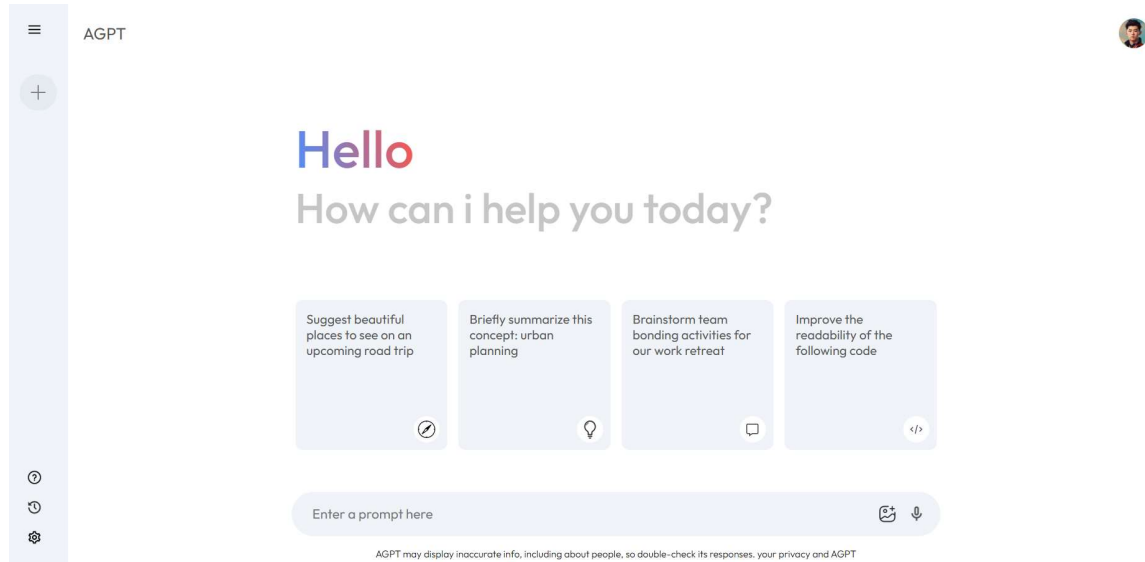 AGPT
Hello
How can i help you today?
Suggest beautiful
places to see on an
upcoming road trip
Briefly summarize this
concept: urban
planning
Brainstorm team
bonding activities for
our work retreat
Improve the
readability of the
following code
Enter a prompt here
AGPT may display inaccurate info, including about people, so double-check its responses. your privacy and AGPT